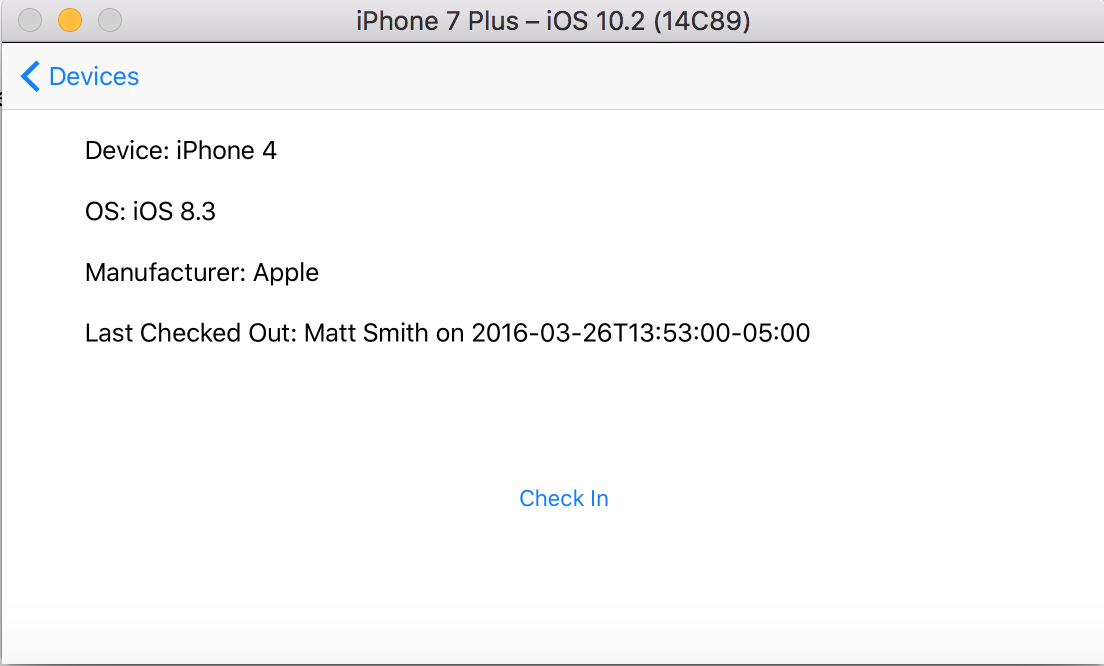 iPhone 7 Plus – iOS 10.2 (14C89)
Devices
Device: iPhone 4
OS: iOS 8.3
Manufacturer: Apple
Last Checked Out: Matt Smith on 2016-03-26T13:53:00-05:00
Check In